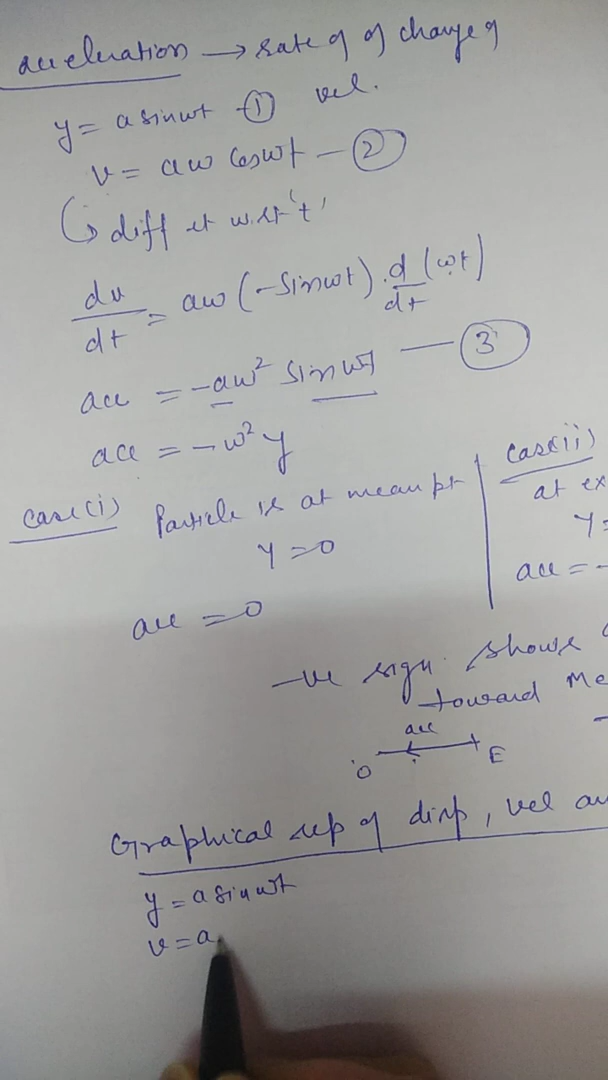 acceleration → rate of of change of
vel.
y = a sinωt - ①
v = aω Cosωt - ②
↳ diff it w.r.t 't'
dv/dt = aω (-Sinωt) . d/dt (ωt)
acc = -aω² Sinωt — ③
acc = -ω² y
Case(i) Particle is at mean pt
Y = 0
acc = 0
Case(ii)
at ex
Y =
acc = -
-ve sign shows
toward Me
acc
O E
Graphical rep of disp, vel an
y = a sinωt
v = a